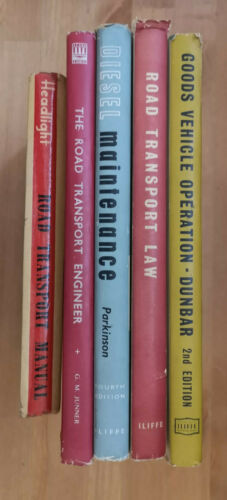 Headlight
ROAD TRANSPORT MANUAL
THE ROAD TRANSPORT ENGINEER + G. M. JUNNER
DIESEL
maintenance
Parkinson
FOURTH
EDITION
ILIFFE
ROAD TRANSPORT LAW
ILIFFE
GOODS VEHICLE OPERATION · DUNBAR 2nd EDITION